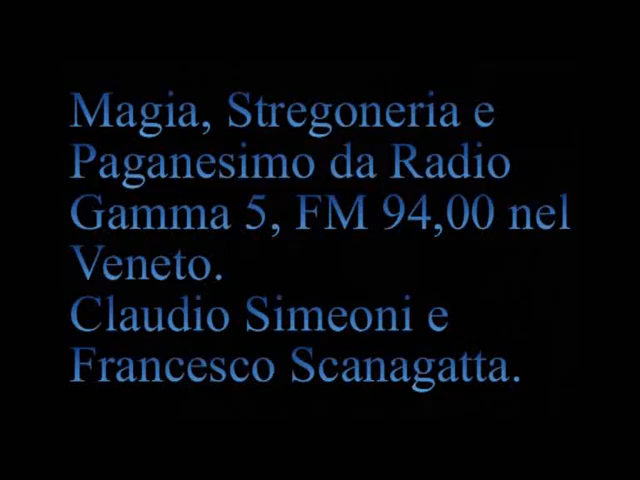 Magia, Stregoneria e
Paganesimo da Radio
Gamma 5, FM 94,00 nel
Veneto.
Claudio Simeoni e
Francesco Scanagatta.